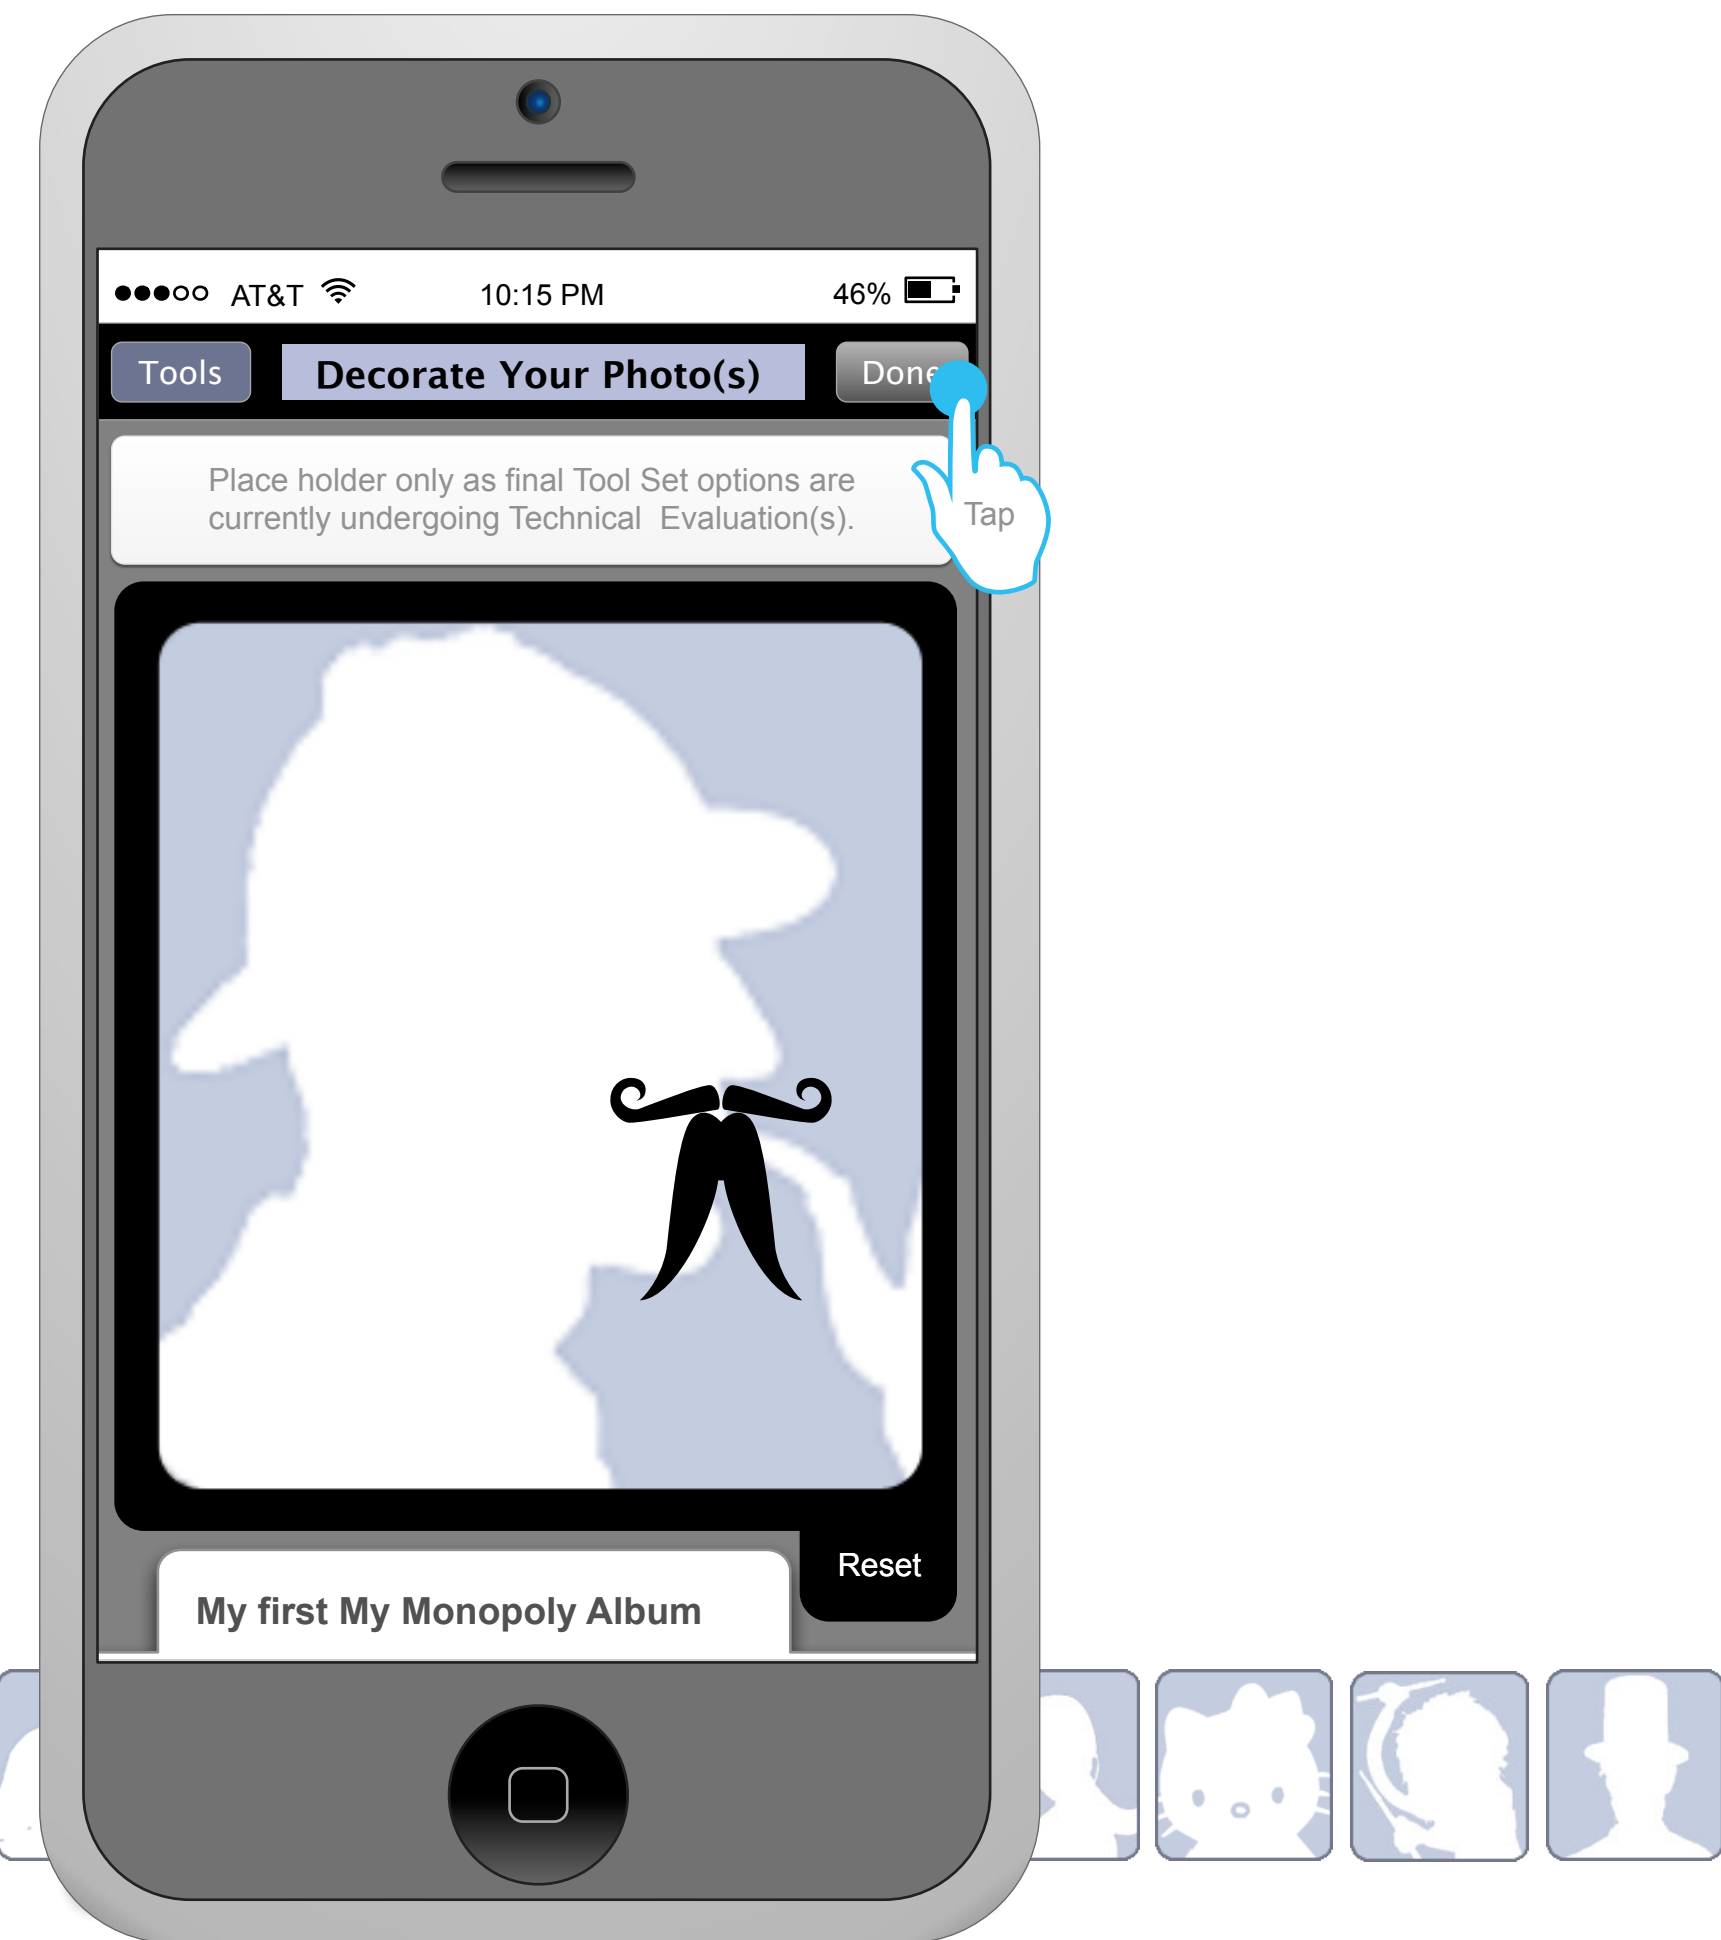 AT&T 10:15 PM 46%
Tools Decorate Your Photo(s) Done
Place holder only as final Tool Set options are
currently undergoing Technical Evaluation(s).
Tap
Reset
My first My Monopoly Album